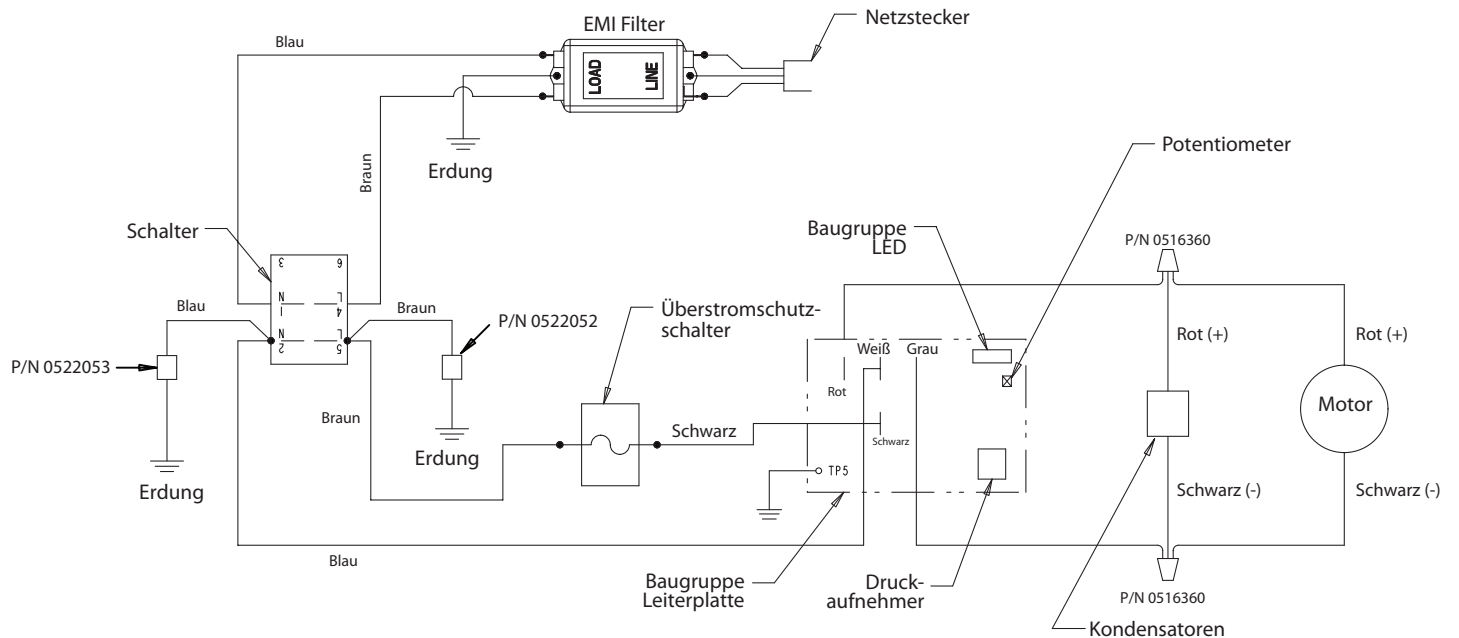 Netzstecker
EMI Filter
Blau
LOAD
LINE
Erdung
Braun
Potentiometer
Schalter
Baugruppe
LED
P/N 0516360
3 6
N L
1 4
N L
2 5
Blau
Braun
P/N 0522052
Überstromschutz-
schalter
P/N 0522053
Rot (+)
Rot (+)
Weiß
Grau
Rot
Motor
Braun
Schwarz
Schwarz
Erdung
TP5
Erdung
Schwarz (-)
Schwarz (-)
Blau
Baugruppe
Leiterplatte
Druck-
aufnehmer
P/N 0516360
Kondensatoren